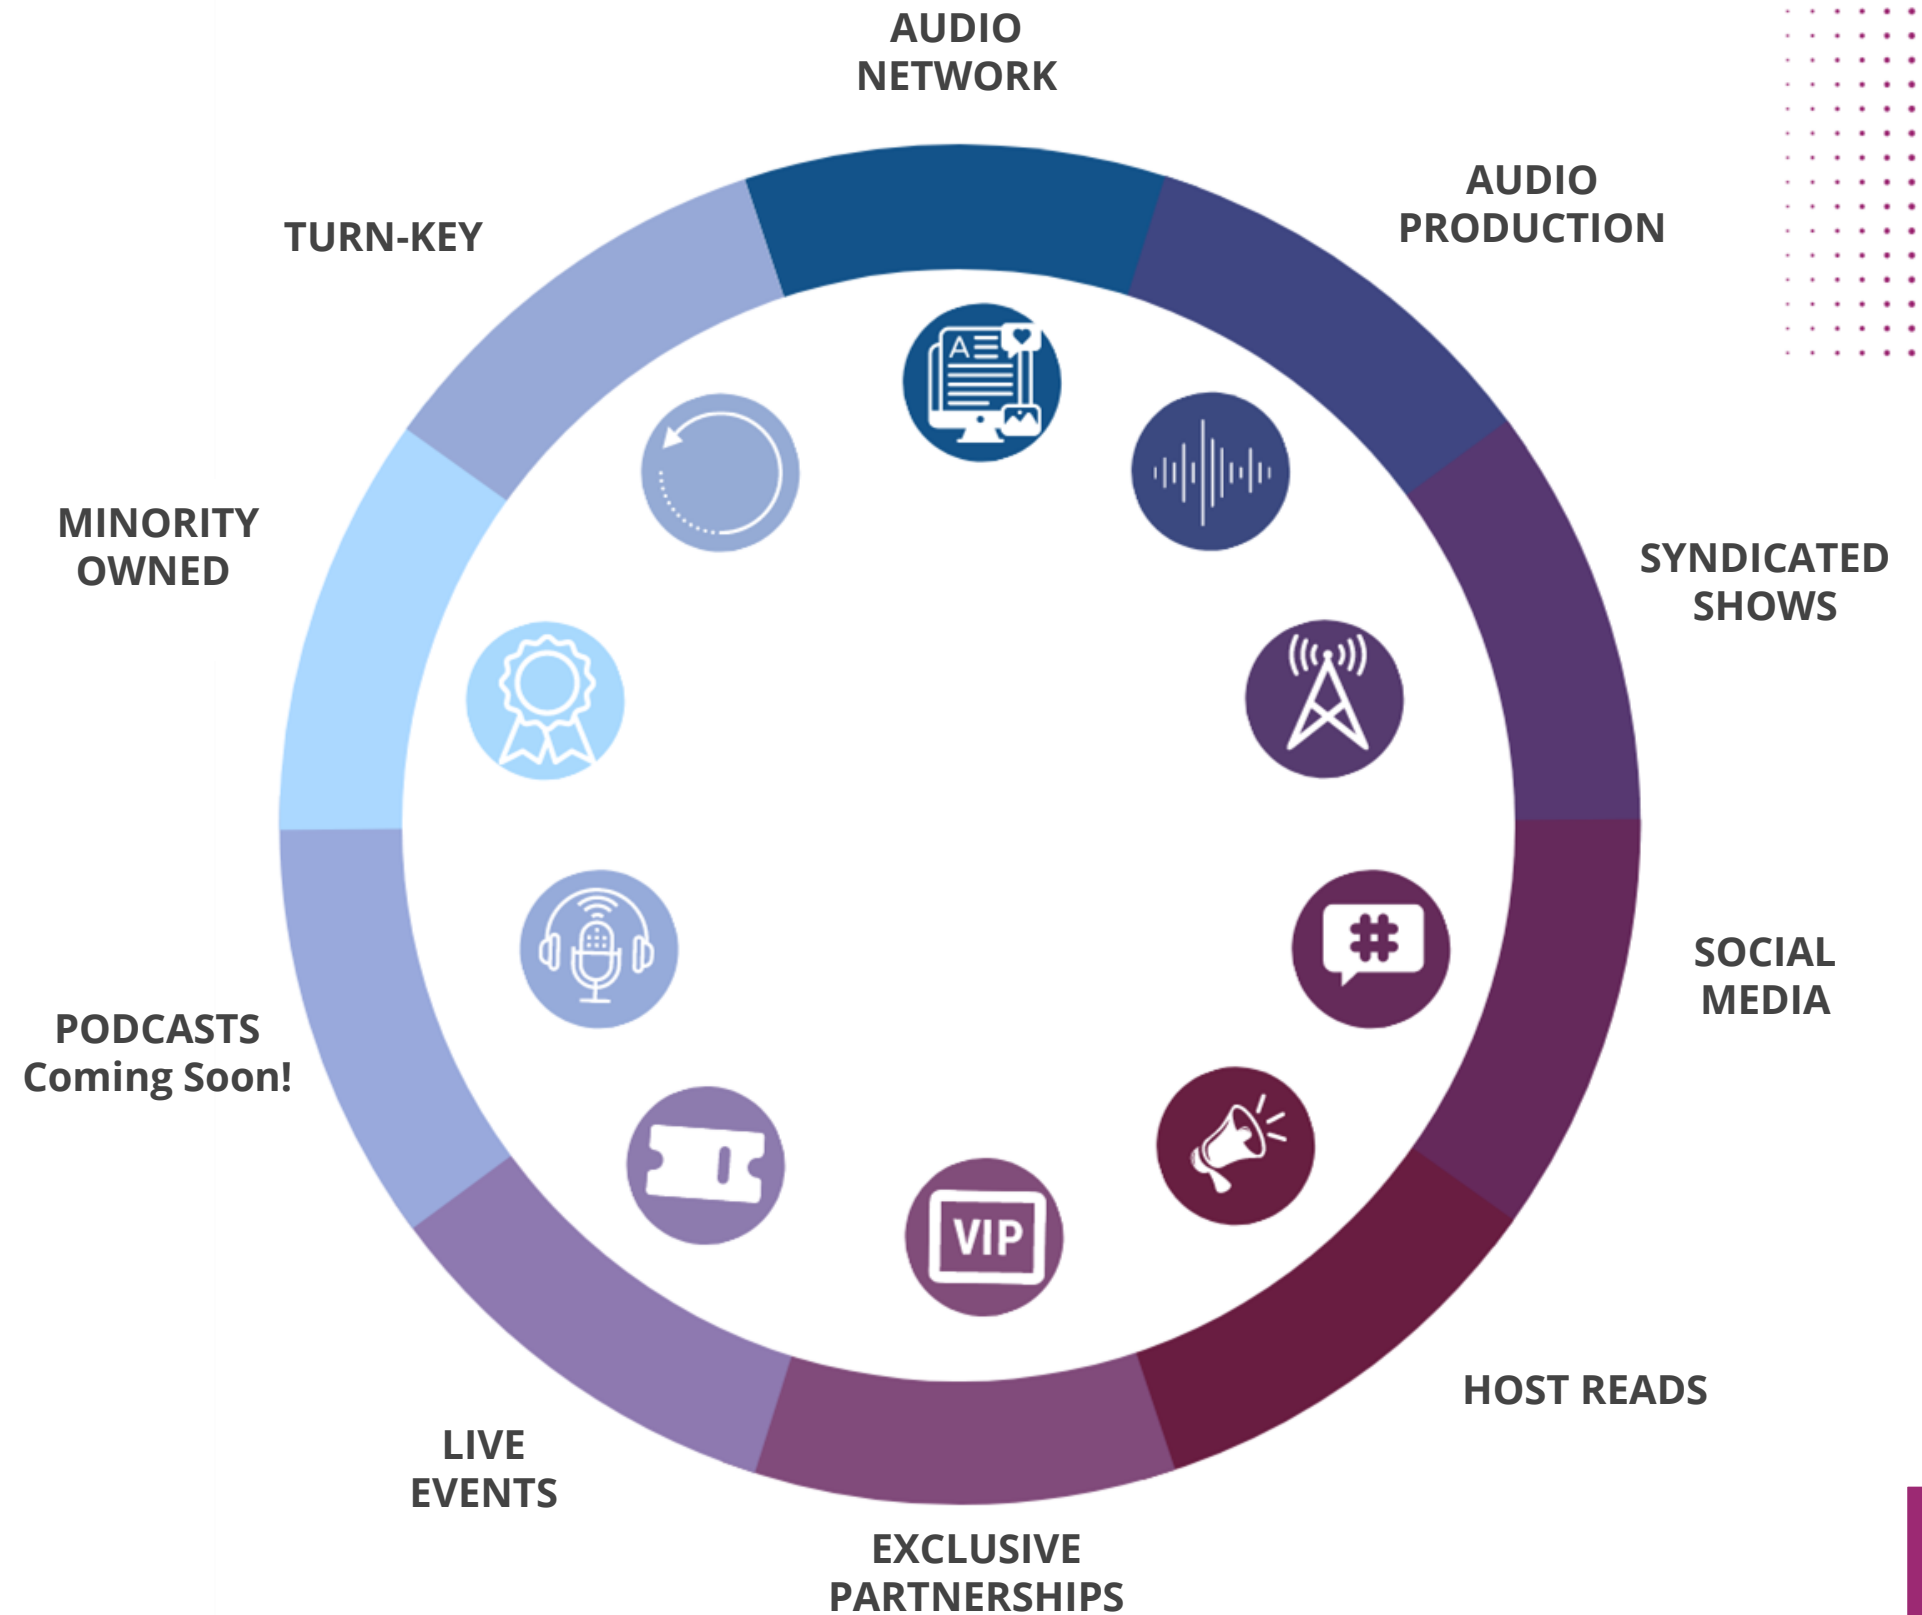 AUDIO
NETWORK
AUDIO
PRODUCTION
TURN-KEY
A
MINORITY
OWNED
SYNDICATED
SHOWS
#
SOCIAL
MEDIA
PODCASTS
Coming Soon!
VIP
HOST READS
LIVE
EVENTS
EXCLUSIVE
PARTNERSHIPS